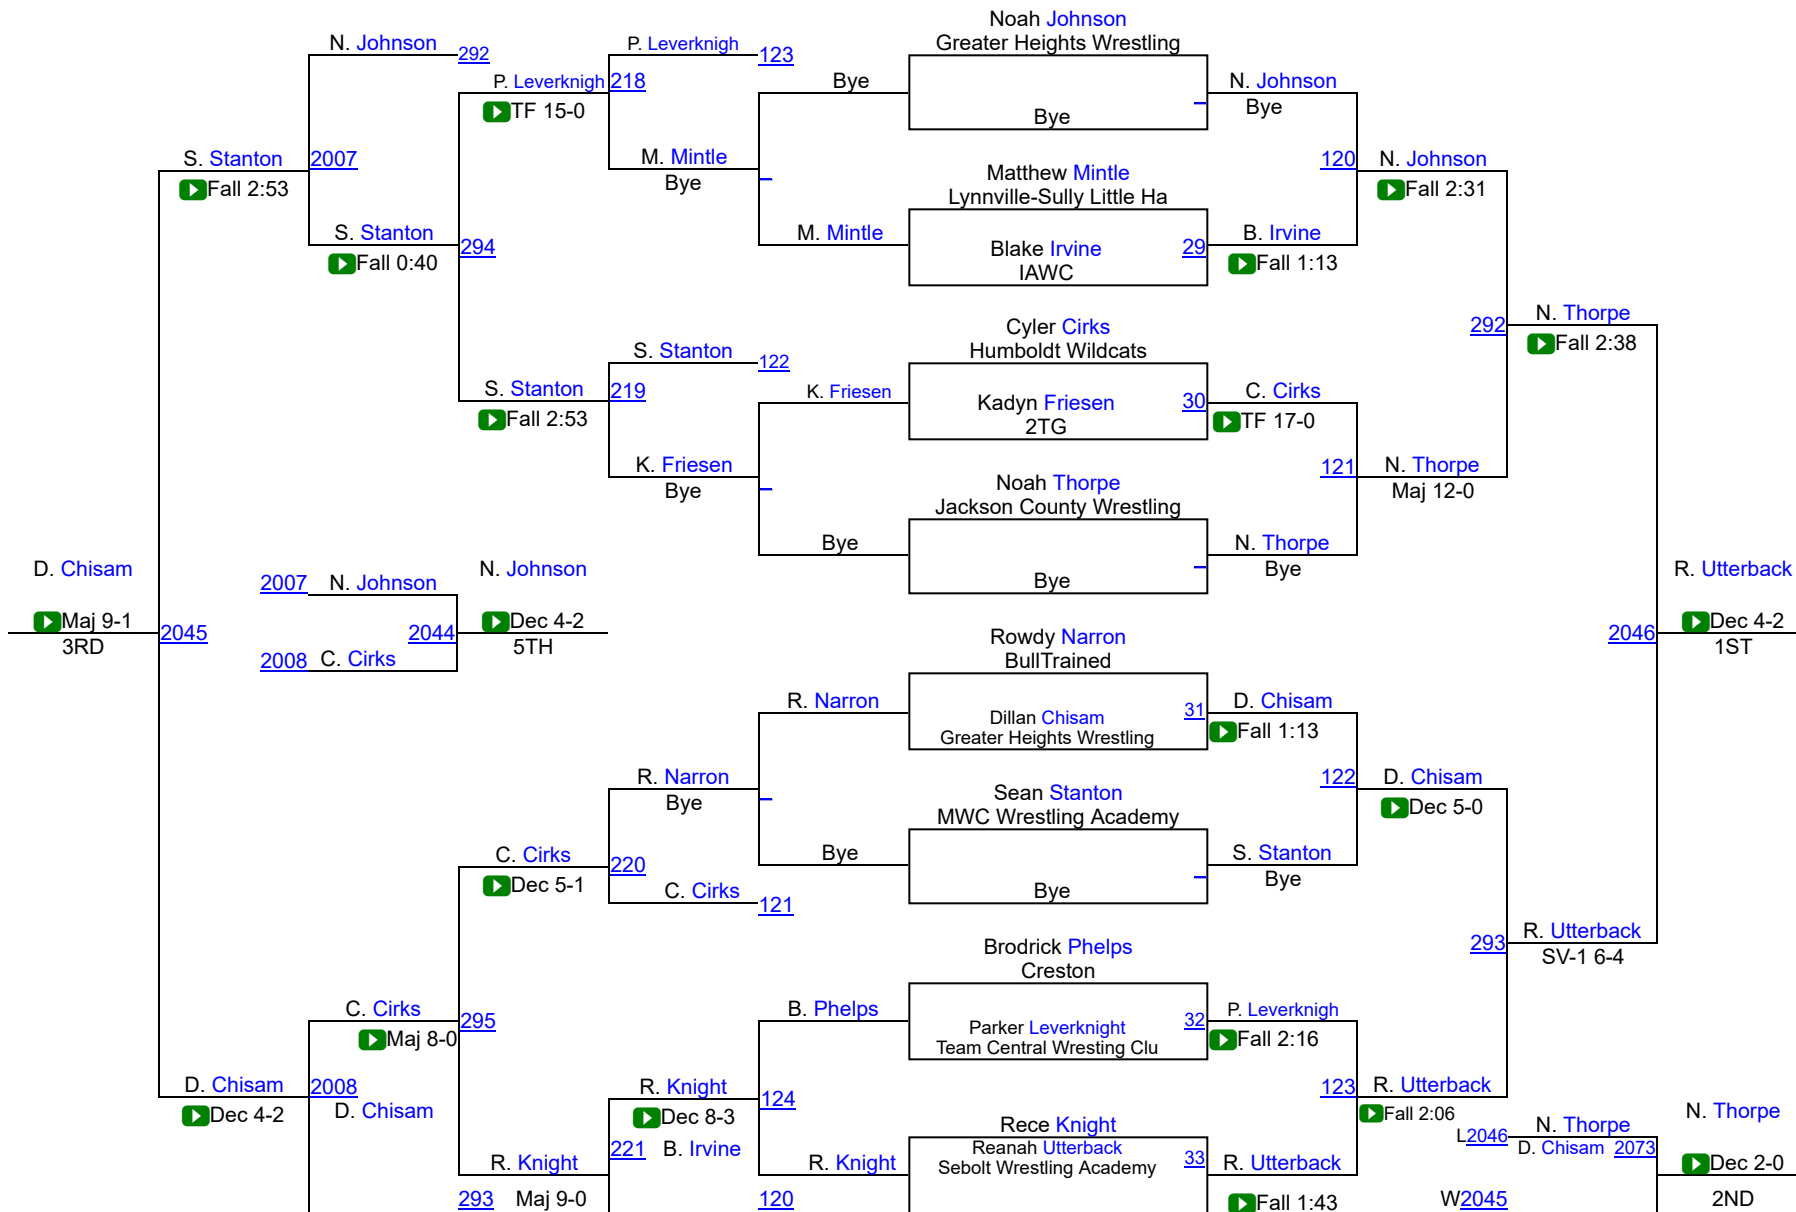 Noah Johnson
N. Johnson
292
P. Leverknigh
123
Greater Heights Wrestling
P. Leverknigh
218
Bye
N. Johnson
TF 15-0
Bye
Bye
S. Stanton
2007
M. Mintle
Bye
Matthew Mintle
120
N. Johnson
Fall 2:53
Lynnville-Sully Little Ha
Fall 2:31
S. Stanton
294
M. Mintle
Blake Irvine
29
B. Irvine
Fall 0:40
IAWC
Fall 1:13
Cyler Cirks
292
N. Thorpe
S. Stanton
122
Humboldt Wildcats
Fall 2:38
S. Stanton
219
K. Friesen
Kadyn Friesen
30
C. Cirks
Fall 2:53
2TG
TF 17-0
K. Friesen
121
N. Thorpe
Bye
Noah Thorpe
Maj 12-0
Jackson County Wrestling
Bye
N. Thorpe
D. Chisam
2007
N. Johnson
N. Johnson
Bye
Bye
R. Utterback
Maj 9-1
2045
2044
Dec 4-2
Rowdy Narron
2046
Dec 4-2
3RD
2008
C. Cirks
5TH
BullTrained
1ST
R. Narron
Dillan Chisam
31
D. Chisam
Greater Heights Wrestling
Fall 1:13
R. Narron
Bye
Sean Stanton
122
D. Chisam
MWC Wrestling Academy
Dec 5-0
C. Cirks
220
Bye
S. Stanton
Dec 5-1
C. Cirks
121
Bye
Bye
Brodrick Phelps
293
R. Utterback
Creston
SV-1 6-4
C. Cirks
295
B. Phelps
Parker Leverknight
32
P. Leverknigh
Maj 8-0
Team Central Wresting Clu
Fall 2:16
D. Chisam
2008
R. Knight
124
123
R. Utterback
Dec 4-2
D. Chisam
Dec 8-3
Fall 2:06
N. Thorpe
Rece Knight
L2046
N. Thorpe
221
B. Irvine
Reanah Utterback
D. Chisam
2073
R. Knight
R. Knight
Sebolt Wrestling Academy
33
R. Utterback
Dec 2-0
293
Maj 9-0
120
Fall 1:43
W2045
2ND